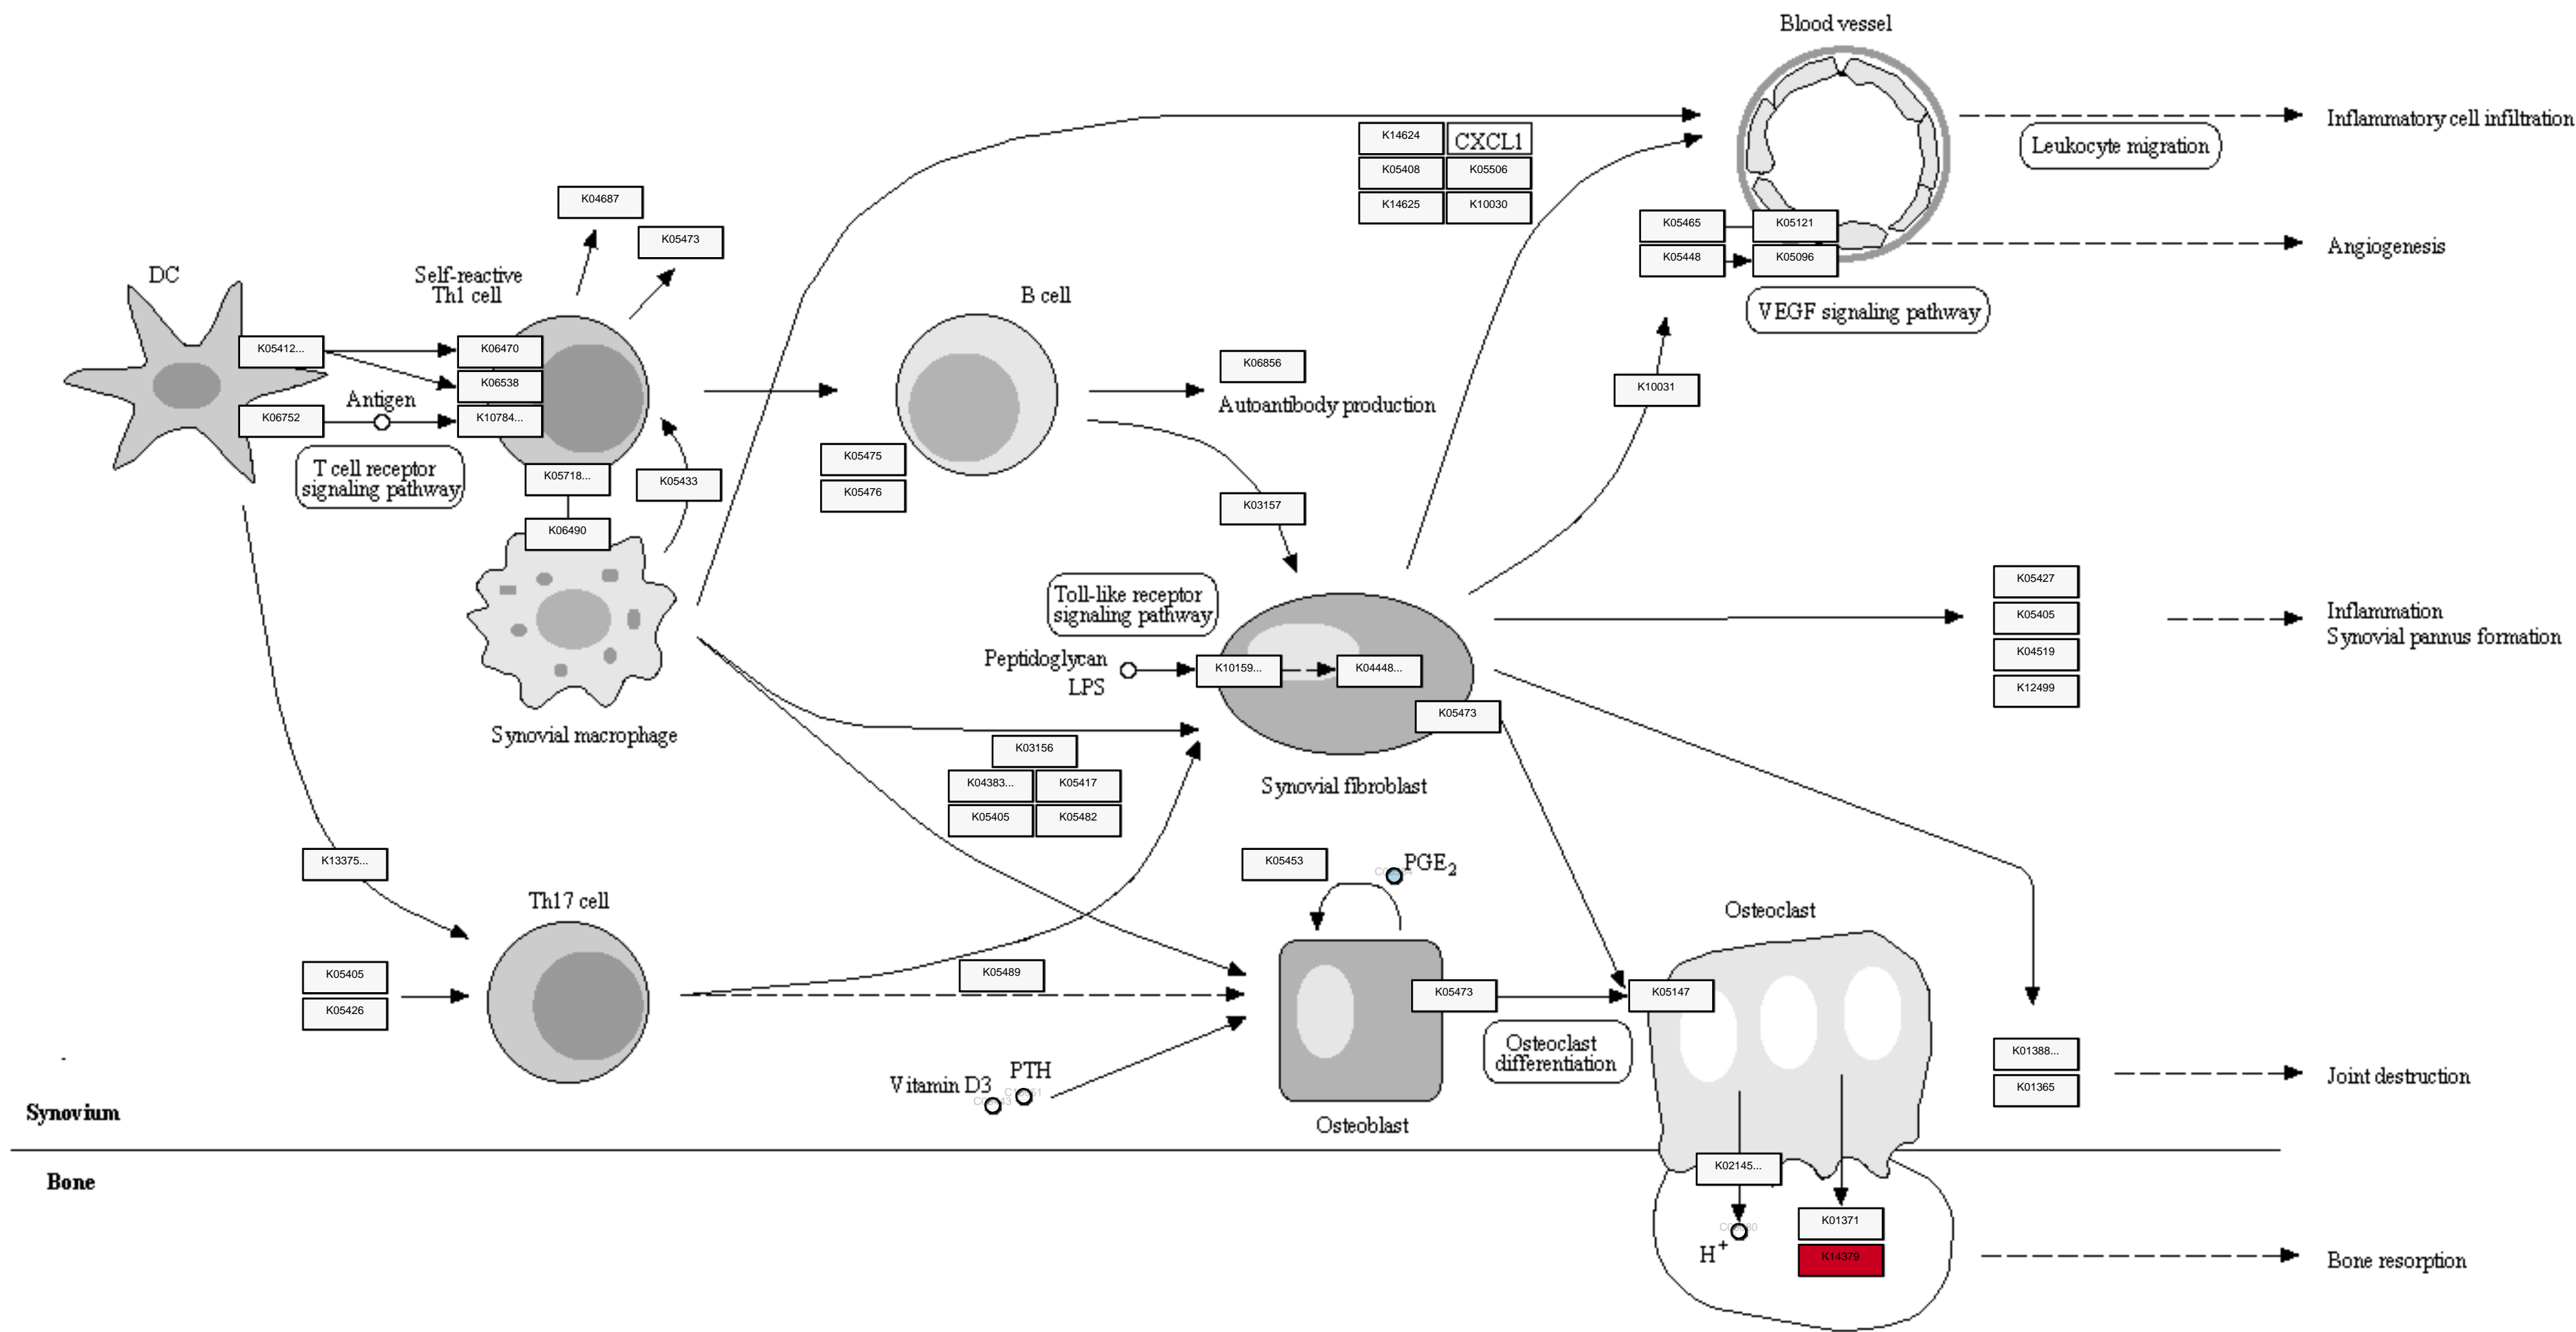 Blood vessel
K14624
CXCL1
K05408
K05506
K14625
K10030
Inflammatory cell infiltration
Leukocyte migration
K04687
K05473
K05465
K05121
K05448
K05096
Angiogenesis
VEGF signaling pathway
DC
Self-reactive
Th1 cell
B cell
K05412...
K06470
K06538
Antigen
K06752
K10784...
T cell receptor
signaling pathway
K05718...
K05433
K06490
K05475
K05476
K06856
Autoantibody production
K10031
K03157
Toll-like receptor
signaling pathway
Peptidoglycan
LPS
K10159...
K04448...
K05473
Synovial fibroblast
K05427
K05405
K04519
K12499
Inflammation
Synovial pannus formation
Synovial macrophage
K03156
K04383...
K05417
K05405
K05482
K13375...
Th17 cell
K05405
K05426
K05489
K05453
PGE2
Osteoclast
K05473
K05147
Osteoclast
differentiation
Vitamin D3
PTH
Osteoblast
K01388...
K01365
Joint destruction
Synovium
Bone
K02145...
H+
K01371
K14379
Bone resorption